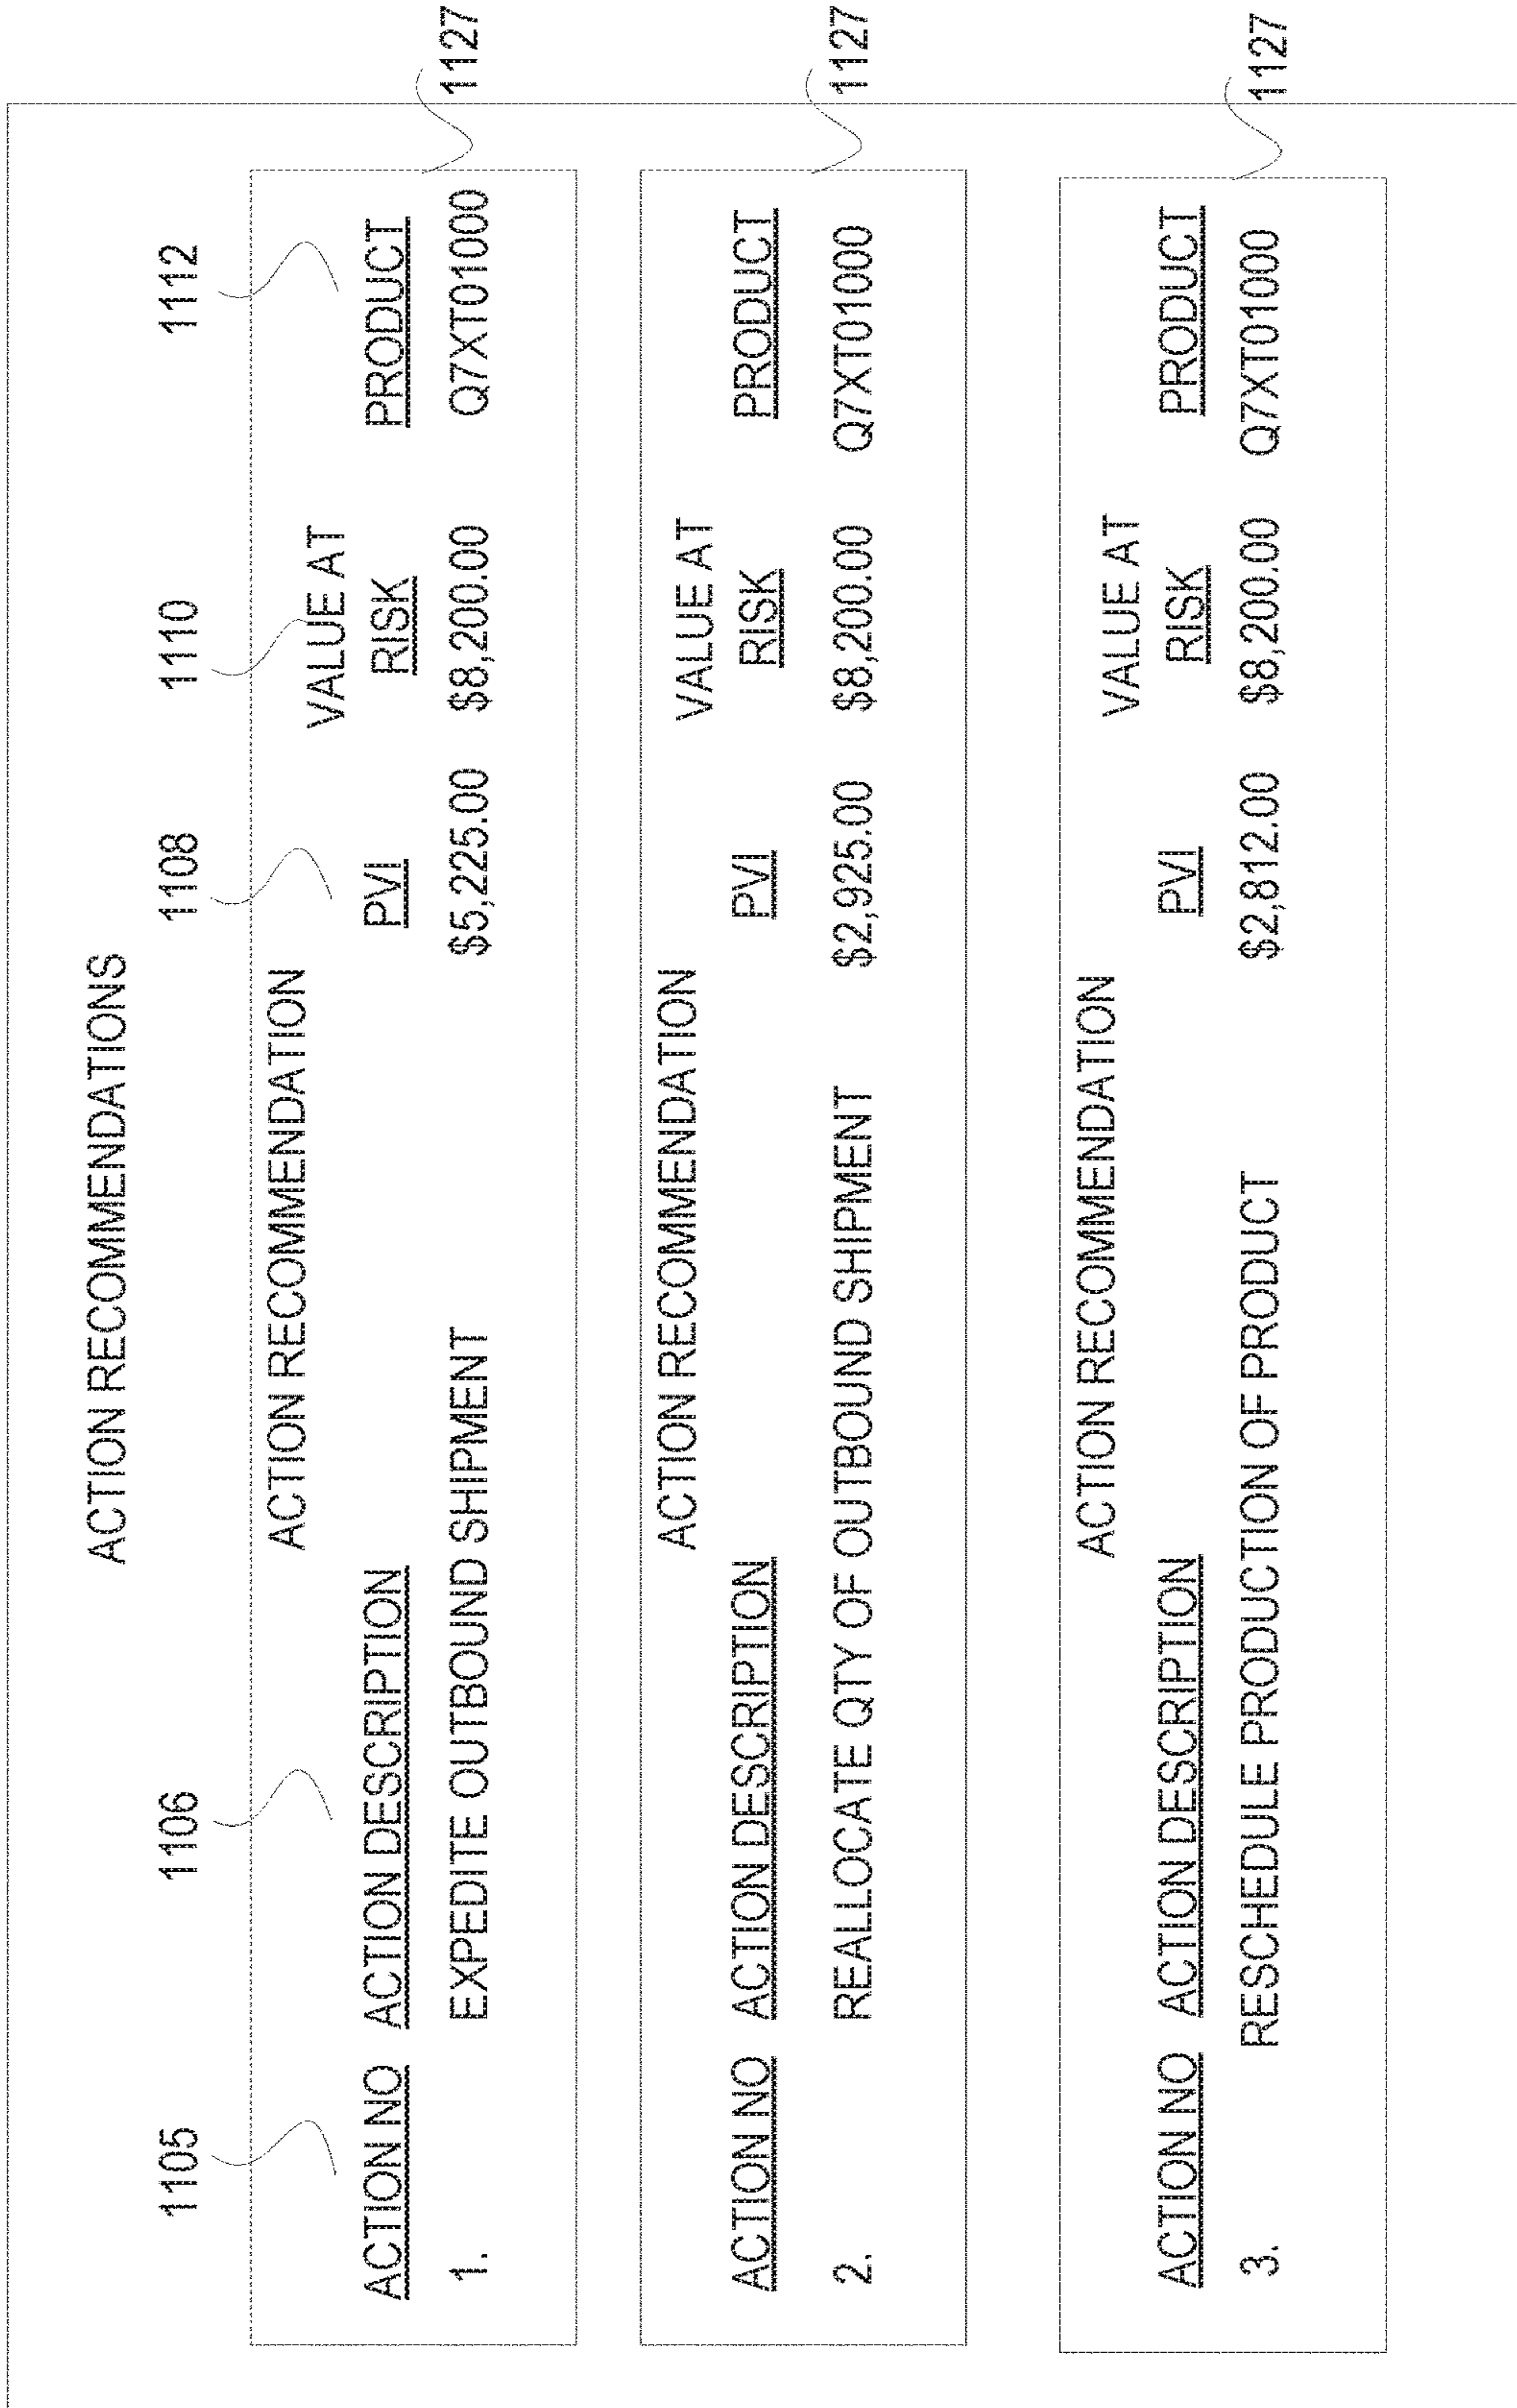 ACTION RECOMMENDATIONS
1105 1106 1108 1110 1112
ACTION RECOMMENDATION
VALUE AT
ACTION NO ACTION DESCRIPTION PVI RISK PRODUCT
1. EXPEDITE OUTBOUND SHIPMENT $5,225.00 $8,200.00 Q7XT01000
1127
ACTION RECOMMENDATION
VALUE AT
ACTION NO ACTION DESCRIPTION PVI RISK PRODUCT
2. REALLOCATE QTY OF OUTBOUND SHIPMENT $2,925.00 $8,200.00 Q7XT01000
1127
ACTION RECOMMENDATION
VALUE AT
ACTION NO ACTION DESCRIPTION PVI RISK PRODUCT
3. RESCHEDULE PRODUCTION OF PRODUCT $2,812.00 $8,200.00 Q7XT01000
1127